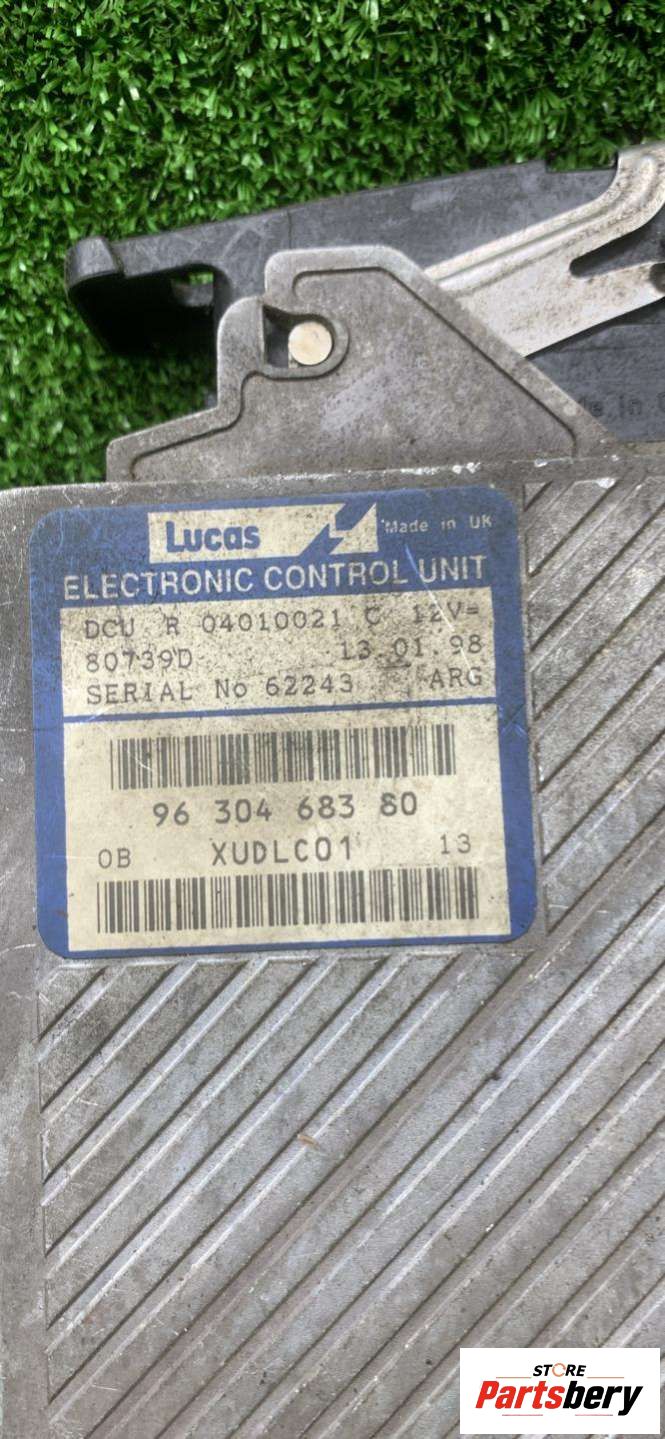 Lucas Made in UK
ELECTRONIC CONTROL UNIT
DCU R 04010021 C 12V=
80739D 13.01.98
SERIAL No 62243 ARG
96 304 683 80
OB XUDLC01 13
STORE
Partsbery